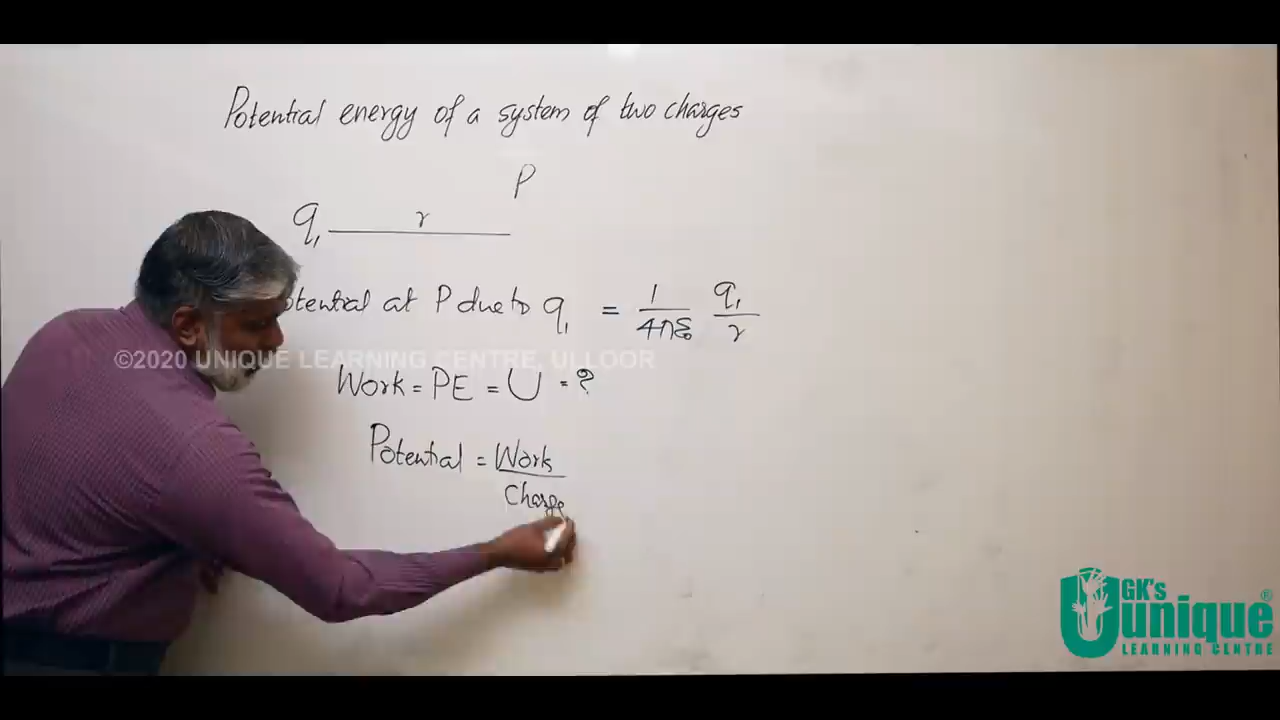 Potential energy of a system of two charges
P
q₁ r
otential at P due to q₁ = 1/4πε₀ q₁/r
©2020 UNIQUE LEARNING CENTRE, ULLOOR
Work = PE = U = ?
Potential = Work/Charge
GK's
unique®
LEARNING CENTRE